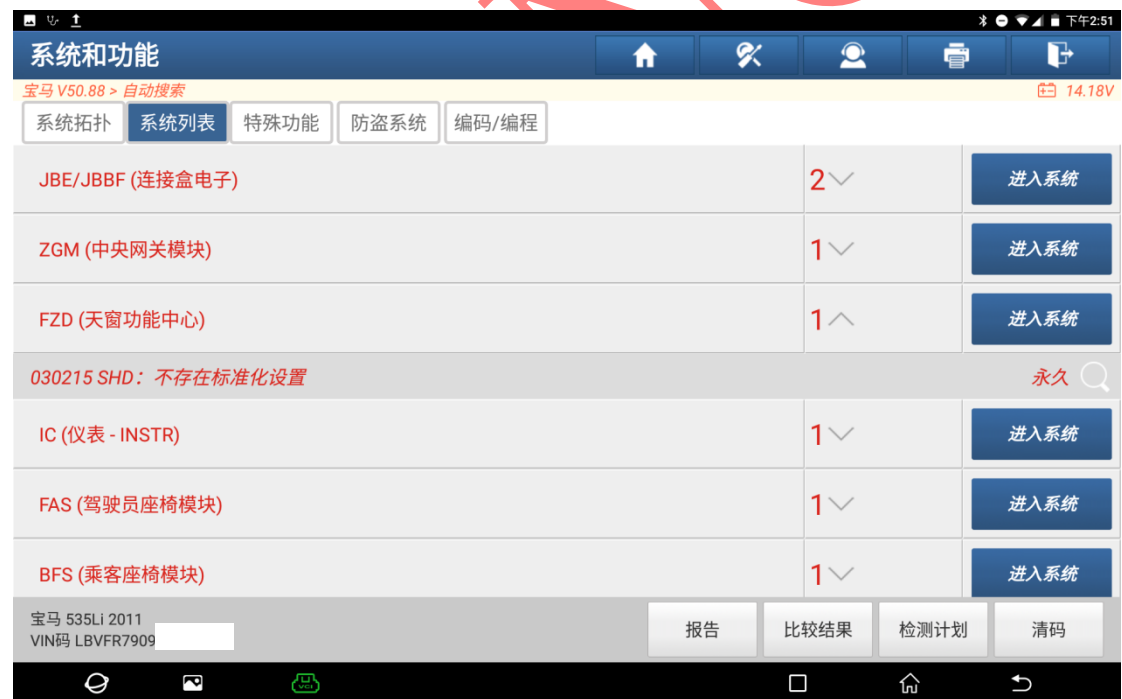 下午2:51
系统和功能
宝马 V50.88 > 自动搜索
14.18V
系统拓扑 系统列表 特殊功能 防盗系统 编码/编程
JBE/JBBF (连接盒电子) 2 进入系统
ZGM (中央网关模块) 1 进入系统
FZD (天窗功能中心) 1 进入系统
030215 SHD：不存在标准化设置 永久
IC (仪表 - INSTR) 1 进入系统
FAS (驾驶员座椅模块) 1 进入系统
BFS (乘客座椅模块) 1 进入系统
宝马 535Li 2011
VIN码 LBVFR7909
报告 比较结果 检测计划 清码
VCI